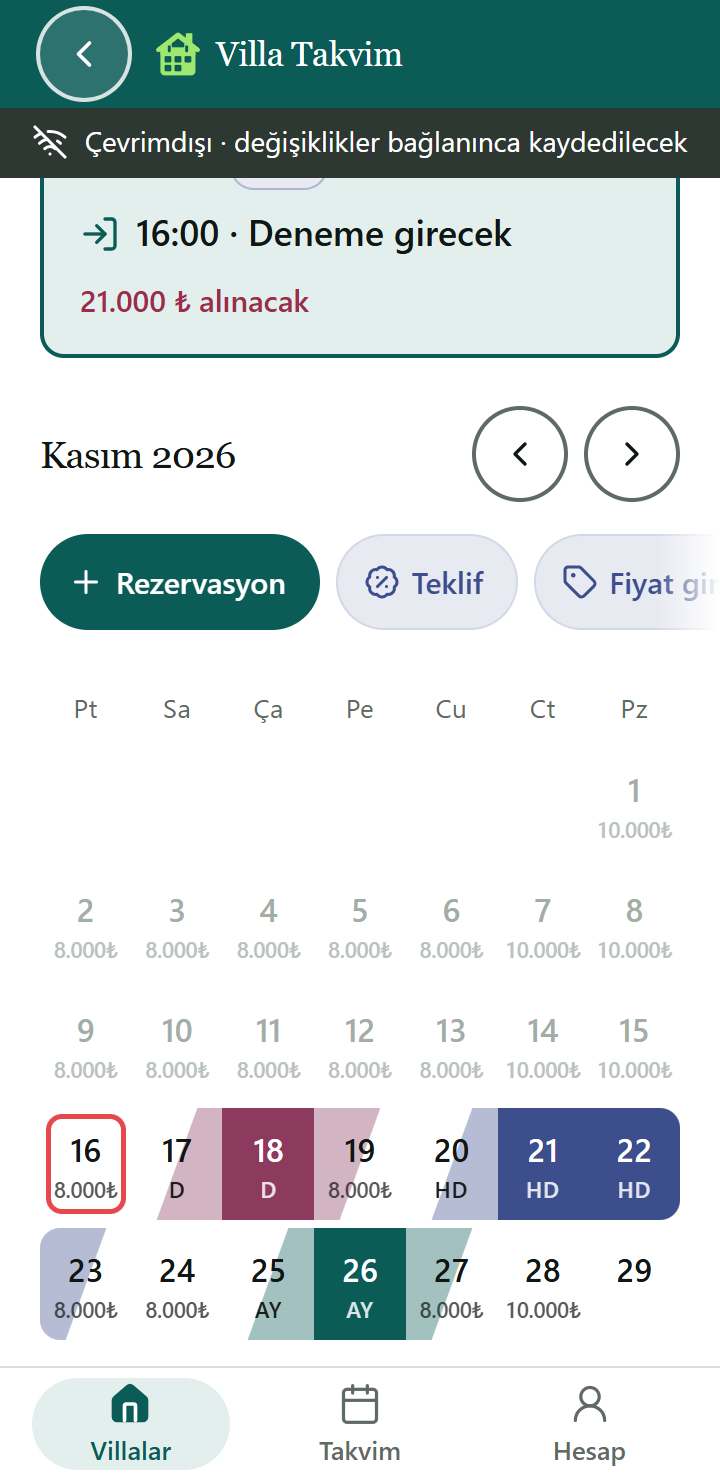 Villa Takvim
Çevrimdışı · değişiklikler bağlanınca kaydedilecek
16:00 · Deneme girecek
21.000 ₺ alınacak
Kasım 2026
Rezervasyon
Teklif
Fiyat gir
Pt Sa Ça Pe Cu Ct Pz
1
10.000₺
2 3 4 5 6 7 8
8.000₺ 8.000₺ 8.000₺ 8.000₺ 8.000₺ 10.000₺ 10.000₺
9 10 11 12 13 14 15
8.000₺ 8.000₺ 8.000₺ 8.000₺ 8.000₺ 10.000₺ 10.000₺
16 17 18 19 20 21 22
8.000₺ D D 8.000₺ HD HD HD
23 24 25 26 27 28 29
8.000₺ 8.000₺ AY AY 8.000₺ 10.000₺
Villalar Takvim Hesap